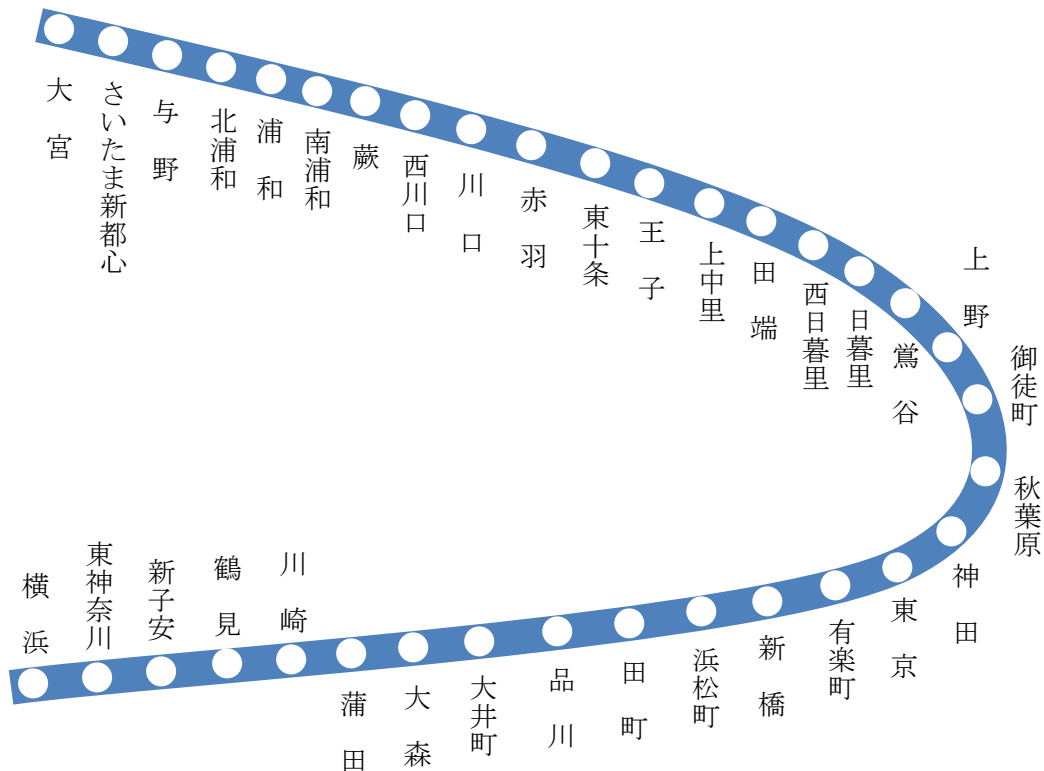 大宮
さいたま新都心
与野
北浦和
浦和
南浦和
蕨
西川口
川口
赤羽
東十条
王子
上中里
田端
西日暮里
日暮里
鴬谷
上野
御徒町
秋葉原
神田
東京
有楽町
新橋
浜松町
田町
品川
大井町
大森
蒲田
川崎
鶴見
新子安
東神奈川
横浜